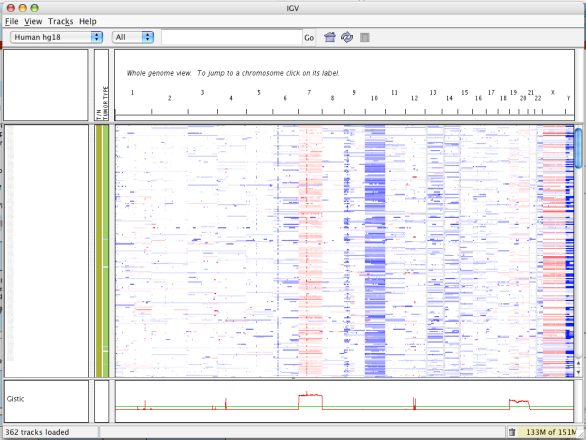 IGV
File View Tracks Help
Human hg18 All Go
T/N
TUMOR TYPE
Whole genome view. To jump to a chromosome click on its label.
1 2 3 4 5 6 7 8 9 10 11 12 13 14 15 16 17 18 19 20 21 22 X Y
Gistic
362 tracks loaded
133M of 151M